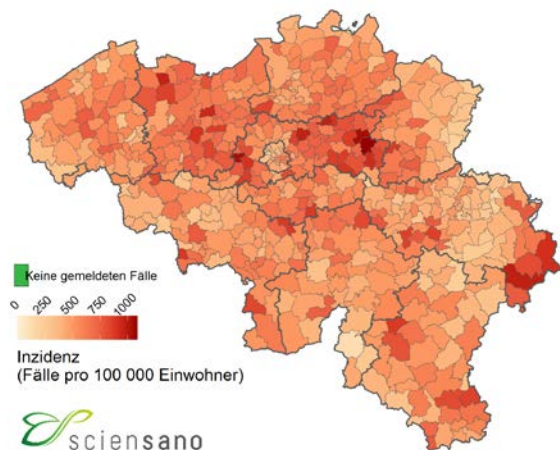 Keine gemeldeten Fälle
0 250 500 750 1000
Inzidenz
(Fälle pro 100 000 Einwohner)
sciensano